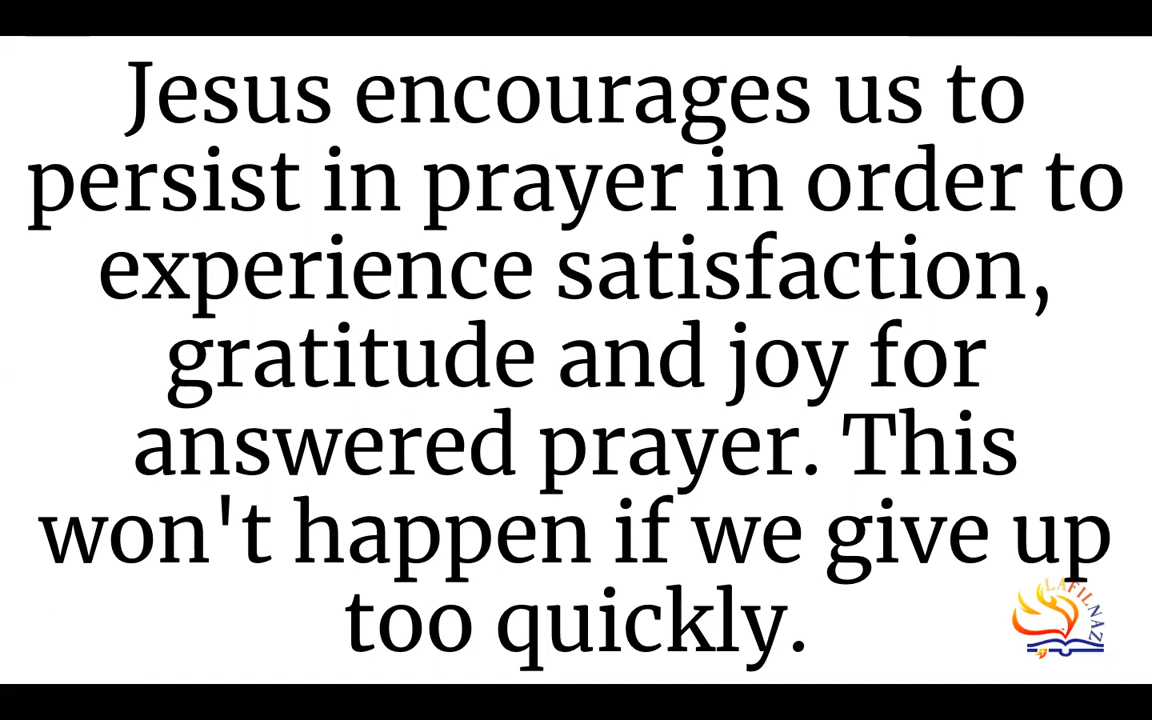 Jesus encourages us to
persist in prayer in order to
experience satisfaction,
gratitude and joy for
answered prayer. This
won't happen if we give up
too quickly.
LAFILNAZ